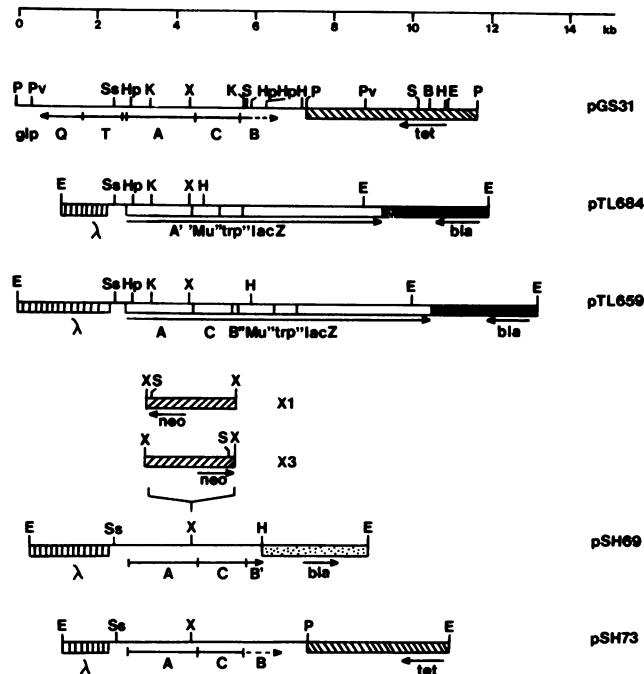 0 2 4 6 8 10 12 14 kb
P Pv Ss Hp K X K S Hp Hp H P Pv S B H E P
pGS31
glp Q T A C B tet
E Ss Hp K X H E E
pTL684
λ A' 'Mu''trp''lacZ bla
E Ss Hp K X H E E
pTL659
λ A C B''Mu''trp''lacZ bla
X S X
X1
neo
X S X
X3
neo
E Ss X H E
pSH69
λ A C B' bla
E Ss X P E
pSH73
λ A C B tet